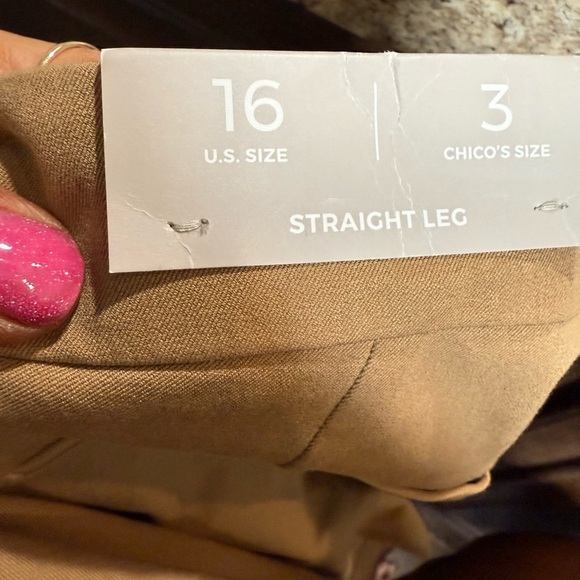 16 3
U.S. SIZE CHICO'S SIZE
STRAIGHT LEG